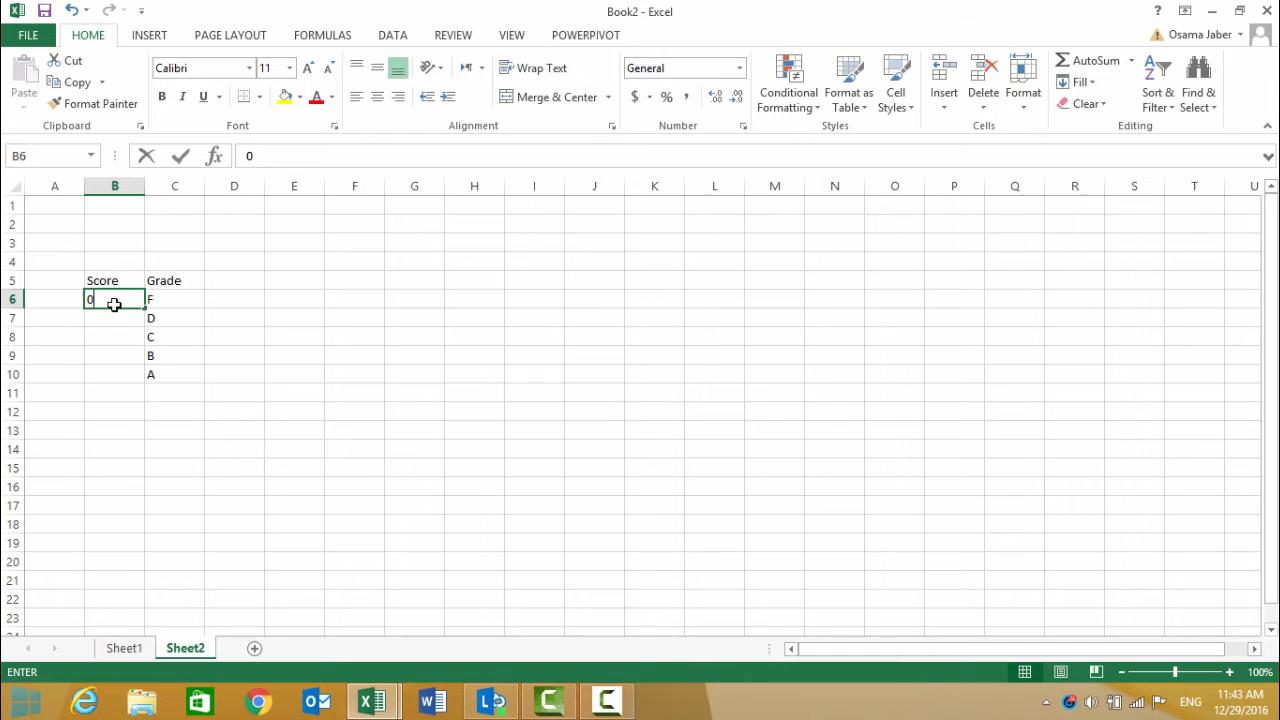 Book2 - Excel
?
FILE
HOME
INSERT
PAGE LAYOUT
FORMULAS
DATA
REVIEW
VIEW
POWERPIVOT
Osama Jaber
Paste
Cut
Copy
Format Painter
Clipboard
Calibri
11
B I U
Font
Wrap Text
Merge & Center
Alignment
General
$ % ,
Number
Conditional Formatting
Format as Table
Cell Styles
Styles
Insert
Delete
Format
Cells
AutoSum
Fill
Clear
Sort & Filter
Find & Select
Editing
B6
fx
0
A B C D E F G H I J K L M N O P Q R S T U
1
2
3
4
5 Score Grade
6 0 F
7 D
8 C
9 B
10 A
11
12
13
14
15
16
17
18
19
20
21
22
23
24
Sheet1
Sheet2
ENTER
100%
ENG
11:43 AM
12/29/2016